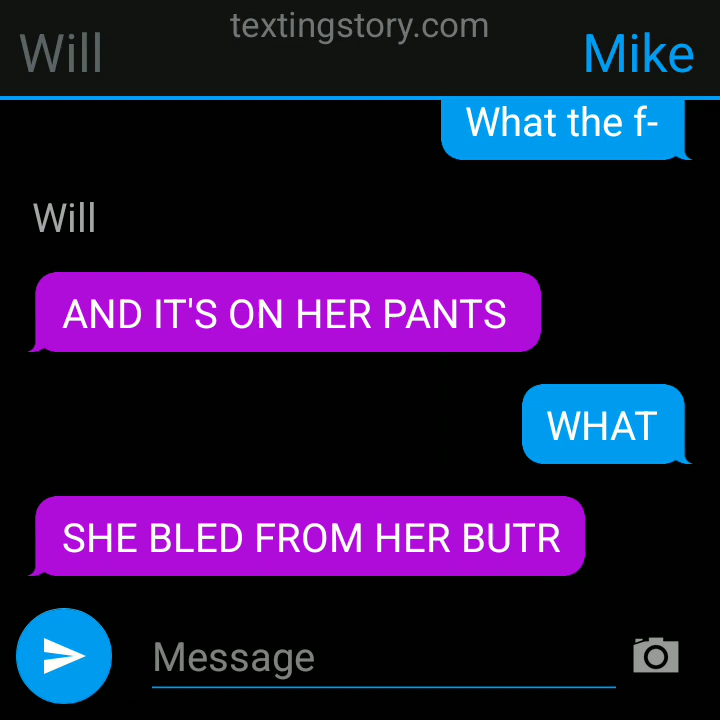 textingstory.com
Will
Mike
What the f-
Will
AND IT'S ON HER PANTS
WHAT
SHE BLED FROM HER BUTR
Message